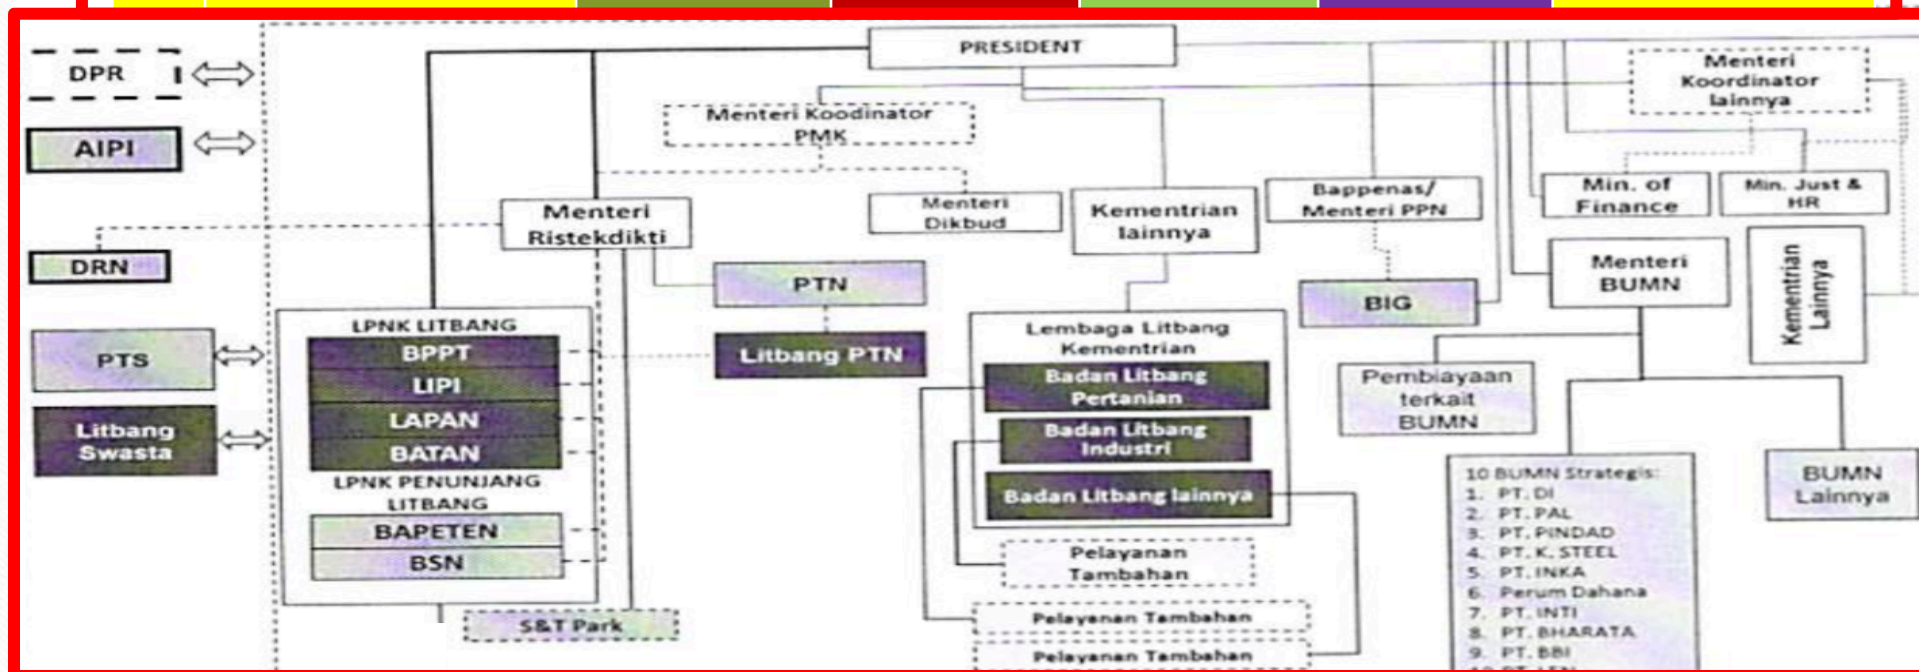 PRESIDENT
DPR
AIPI
DRN
PTS
Litbang
Swasta
Menteri Koodinator
PMK
Menteri
Koordinator
lainnya
Menteri
Ristekdikti
Menteri
Dikbud
Kementrian
lainnya
Bappenas/
Menteri PPN
Min. of
Finance
Min. Just &
HR
PTN
Litbang PTN
BIG
Menteri
BUMN
Kementrian
Lainnya
LPNK LITBANG
BPPT
LIPI
LAPAN
BATAN
LPNK PENUNJANG
LITBANG
BAPETEN
BSN
S&T Park
Lembaga Litbang
Kementrian
Badan Litbang
Pertanian
Badan Litbang
Industri
Badan Litbang lainnya
Pelayanan
Tambahan
Pelayanan Tambahan
Pelayanan Tambahan
Pembiayaan
terkait
BUMN
10 BUMN Strategis:
1. PT. DI
2. PT. PAL
3. PT. PINDAD
4. PT. K. STEEL
5. PT. INKA
6. Perum Dahana
7. PT. INTI
8. PT. BHARATA
9. PT. BBI
BUMN
Lainnya